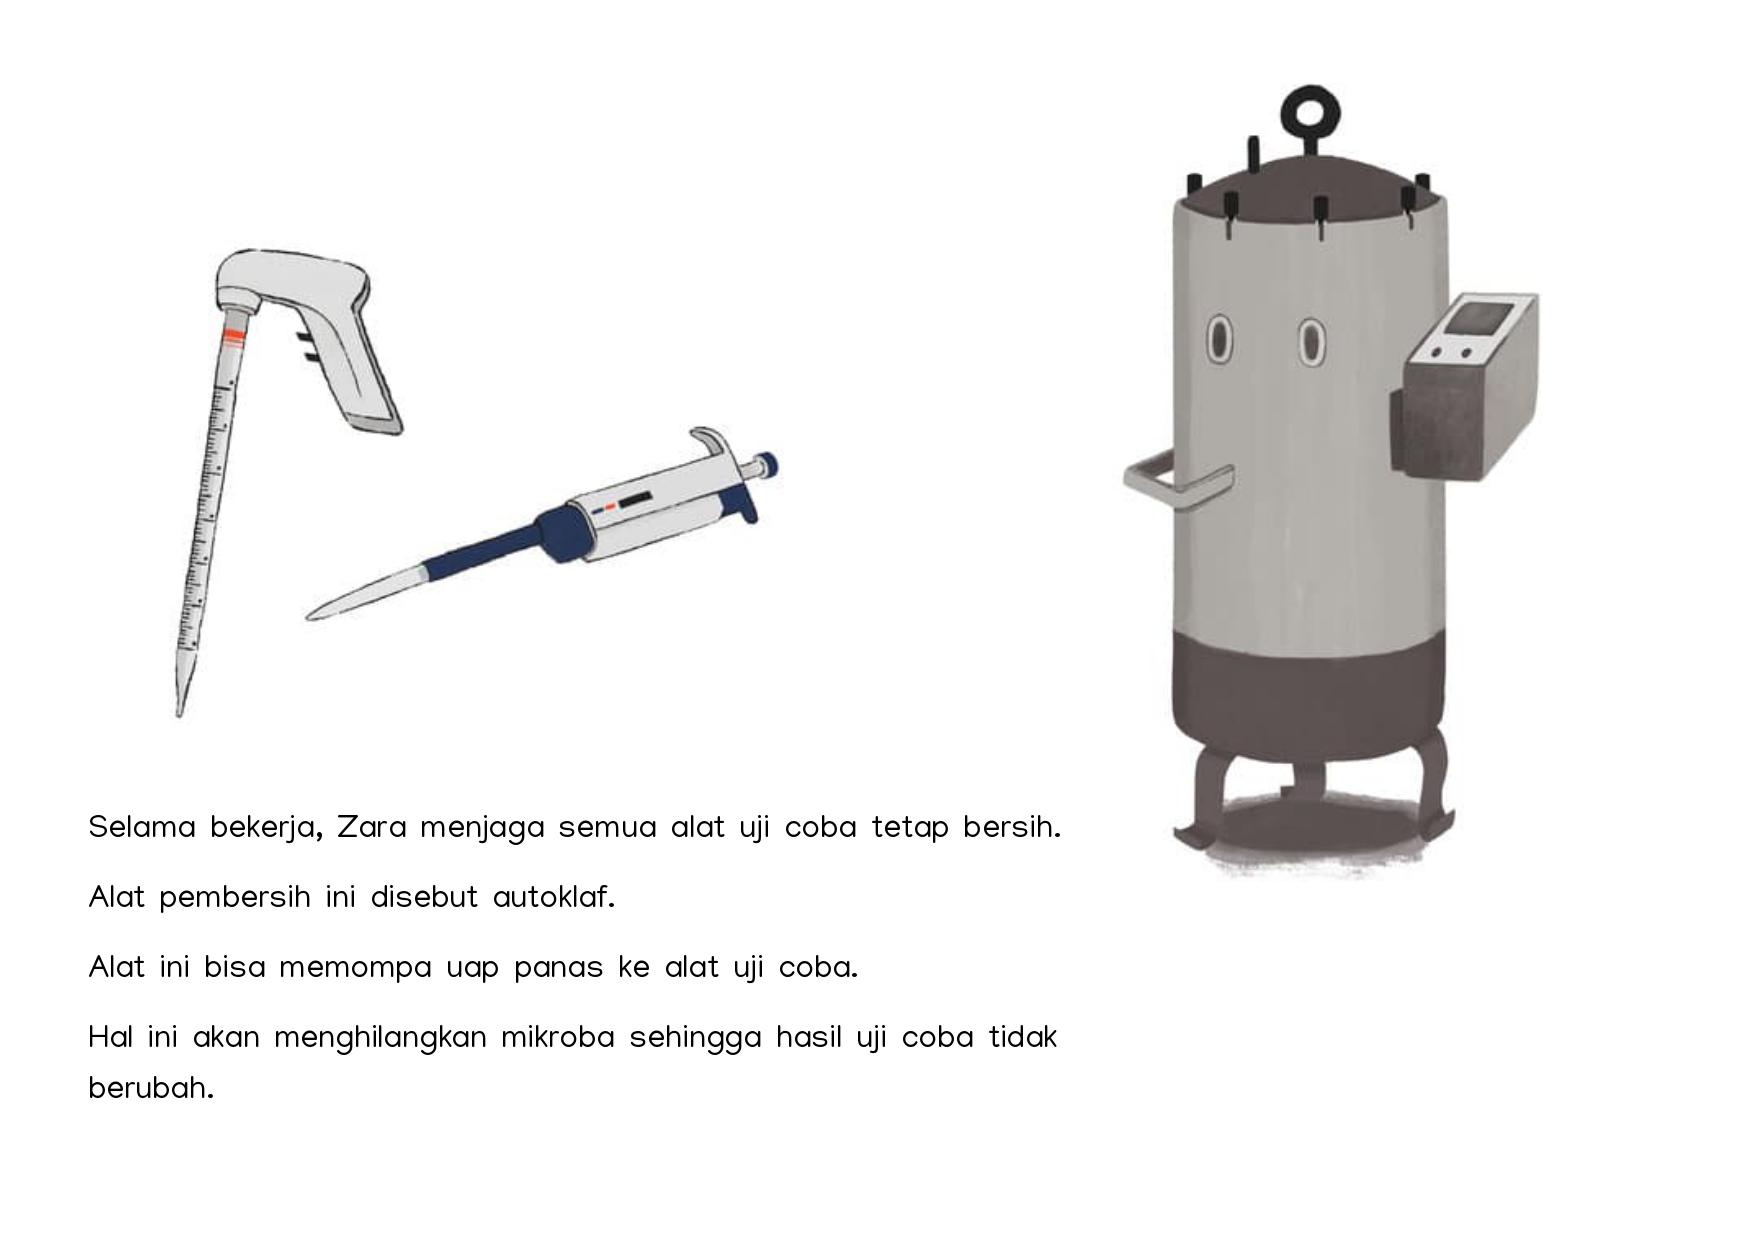 Selama bekerja, Zara menjaga semua alat uji coba tetap bersih.
Alat pembersih ini disebut autoklaf.
Alat ini bisa memompa uap panas ke alat uji coba.
Hal ini akan menghilangkan mikroba sehingga hasil uji coba tidak
berubah.